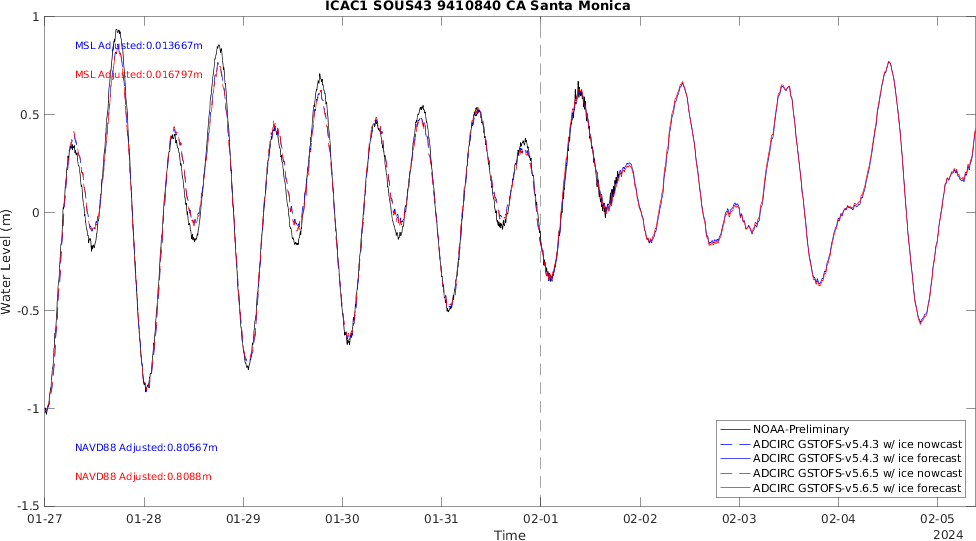 ICAC1 SOUS43 9410840 CA Santa Monica
1
MSL Adjusted:0.013667m
MSL Adjusted:0.016797m
0.5
0
Water Level (m)
-0.5
-1
NAVD88 Adjusted:0.80567m
NAVD88 Adjusted:0.8088m
NOAA-Preliminary
ADCIRC GSTOFS-v5.4.3 w/ ice nowcast
ADCIRC GSTOFS-v5.4.3 w/ ice forecast
ADCIRC GSTOFS-v5.6.5 w/ ice nowcast
ADCIRC GSTOFS-v5.6.5 w/ ice forecast
-1.5
01-27 01-28 01-29 01-30 01-31 02-01 02-02 02-03 02-04 02-05
Time
2024